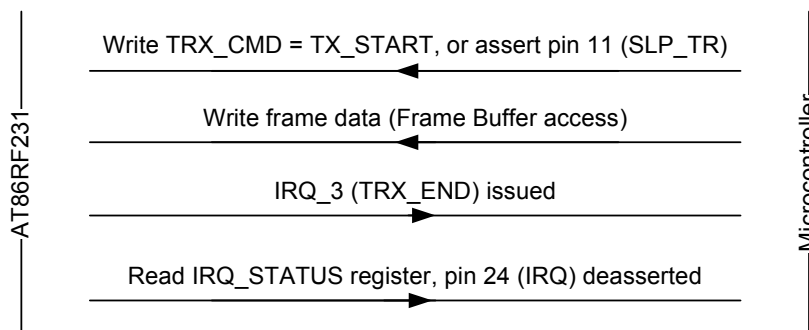 Write TRX_CMD = TX_START, or assert pin 11 (SLP_TR)
Write frame data (Frame Buffer access)
IRQ_3 (TRX_END) issued
Read IRQ_STATUS register, pin 24 (IRQ) deasserted
AT86RF231
Microcontroller